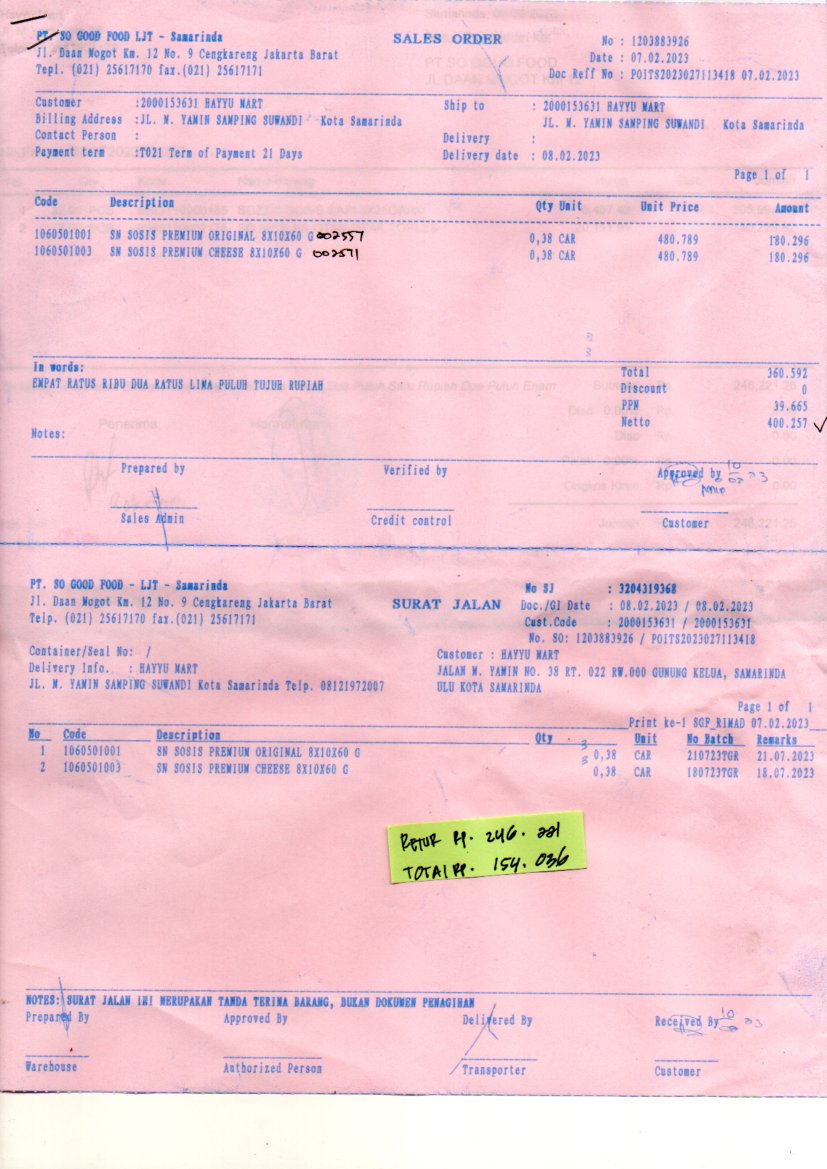 PT. SO GOOD FOOD LJT - Samarinda
Jl. Daan Mogot Km. 12 No. 9 Cengkareng Jakarta Barat
Tepl. (021) 25617170 fax.(021) 25617171
SALES ORDER
No : 1203883926
Date : 07.02.2023
Doc Reff No : POITS2023027113418 07.02.2023
Customer :2000153631 HAYYU MART
Billing Address :JL. M. YAMIN SAMPING SUWANDI Kota Samarinda
Contact Person :
Payment term :T021 Term of Payment 21 Days
Ship to : 2000153631 HAYYU MART
JL. M. YAMIN SAMPING SUWANDI Kota Samarinda
Delivery :
Delivery date : 08.02.2023
Page 1 of 1
Code Description Qty Unit Unit Price Amount
1060501001 SN SOSIS PREMIUM ORIGINAL 8X10X60 G 002557 0,38 CAR 480.789 180.296
1060501003 SN SOSIS PREMIUM CHEESE 8X10X60 G 002571 0,38 CAR 480.789 180.296
3
3
In words:
EMPAT RATUS RIBU DUA RATUS LIMA PULUH TUJUH RUPIAH
Total 360.592
Discount 0
PPN 39.665
Netto 400.257
Notes:
Prepared by Verified by Approved by
Sales Admin Credit control Customer
PT. SO GOOD FOOD - LJT - Samarinda
Jl. Daan Mogot Km. 12 No. 9 Cengkareng Jakarta Barat
Telp. (021) 25617170 fax.(021) 25617171
SURAT JALAN
No SJ : 3204319368
Doc./GI Date : 08.02.2023 / 08.02.2023
Cust.Code : 2000153631 / 2000153631
No. SO: 1203883926 / POITS2023027113418
Container/Seal No: /
Delivery Info. : HAYYU MART
JL. M. YAMIN SAMPING SUWANDI Kota Samarinda Telp. 08121972007
Customer : HAYYU MART
JALAN M. YAMIN NO. 38 RT. 022 RW.000 GUNUNG KELUA, SAMARINDA
ULU KOTA SAMARINDA
Page 1 of 1
Print ke-1 SGF_RIMAD 07.02.2023
No Code Description Qty Unit No Batch Remarks
1 1060501001 SN SOSIS PREMIUM ORIGINAL 8X10X60 G 3 0,38 CAR 210723TGR 21.07.2023
2 1060501003 SN SOSIS PREMIUM CHEESE 8X10X60 G 3 0,38 CAR 180723TGR 18.07.2023
RETUR Rp. 246.221
TOTAL Rp. 154.036
NOTES: SURAT JALAN INI MERUPAKAN TANDA TERIMA BARANG, BUKAN DOKUMEN PENAGIHAN
Prepared By Approved By Delivered By Received By
Warehouse Authorized Person Transporter Customer